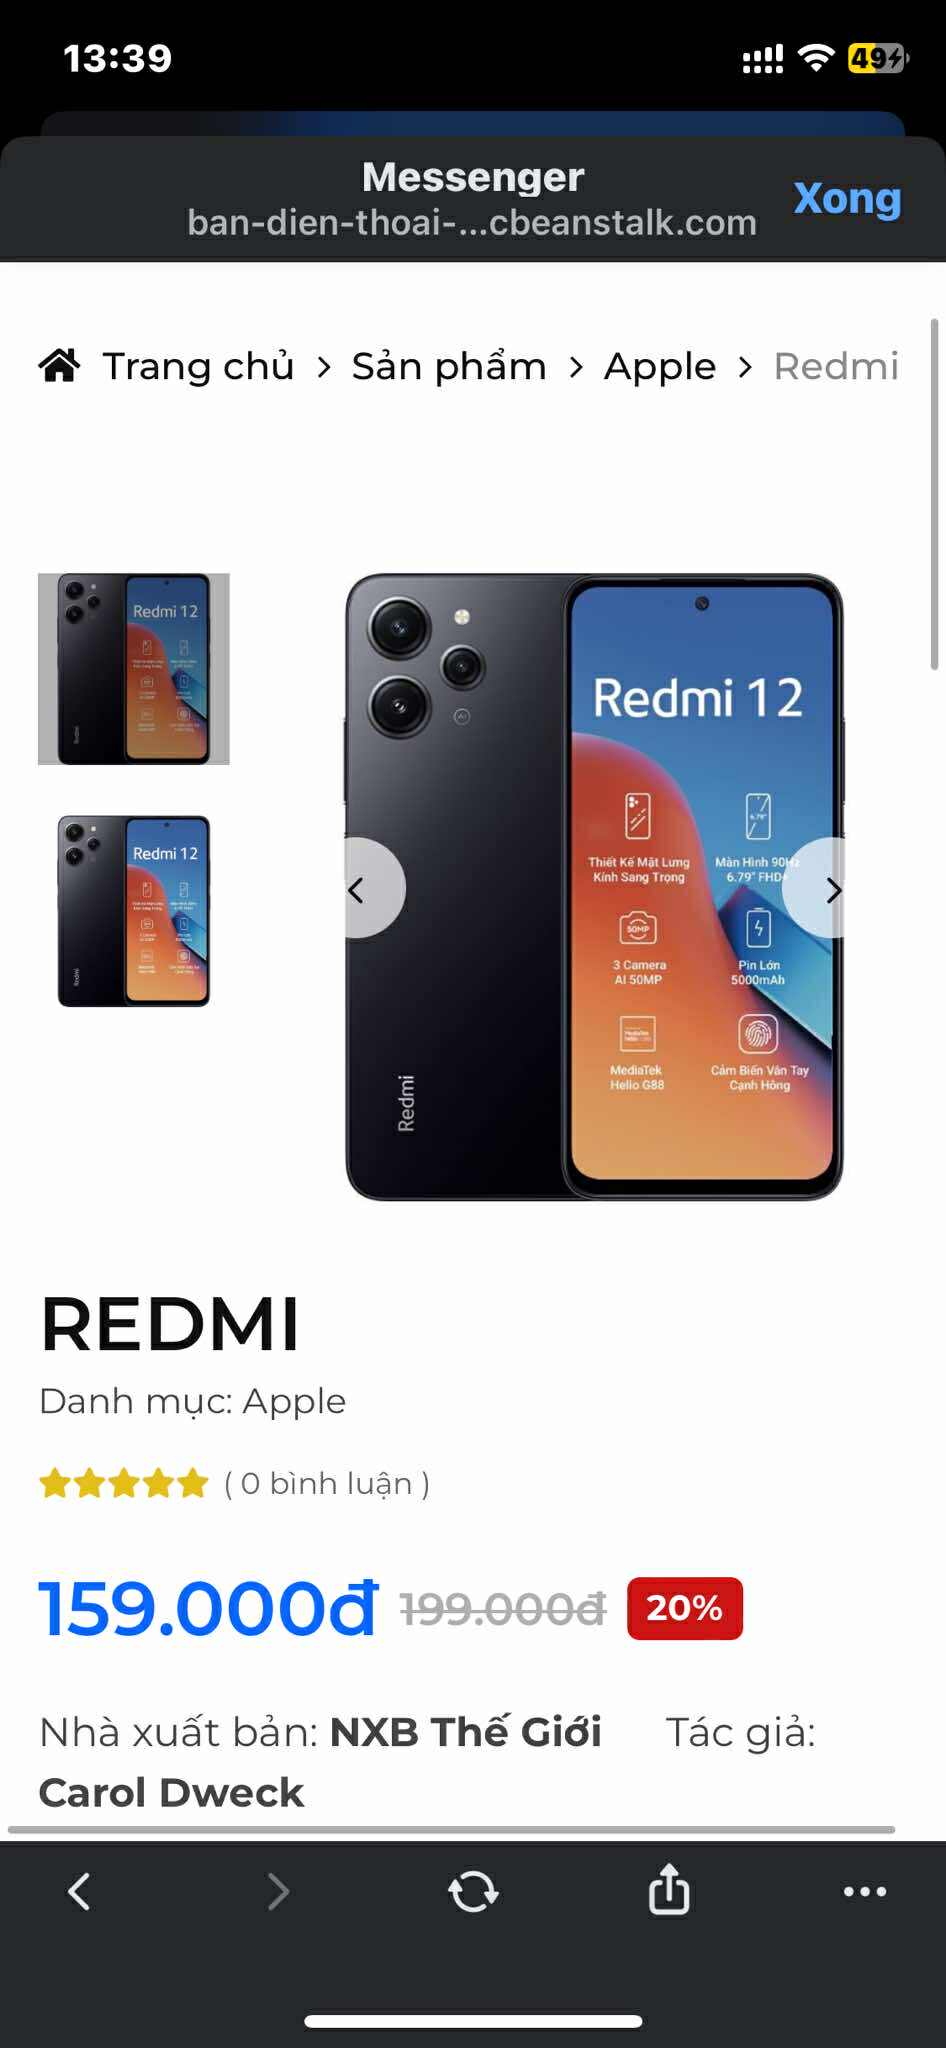 13:39
49
Messenger
ban-dien-thoai-...cbeanstalk.com
Xong
Trang chủ > Sản phẩm > Apple > Redmi
Redmi 12
Redmi 12
Redmi 12
Thiết Kế Mặt Lưng
Kính Sang Trọng
Màn Hình 90Hz
6.79" FHD+
50MP
3 Camera
AI 50MP
Pin Lớn
5000mAh
MediaTek
Helio G88
Cảm Biến Vân Tay
Cạnh Hông
Redmi
REDMI
Danh mục: Apple
( 0 bình luận )
159.000đ 199.000đ 20%
Nhà xuất bản: NXB Thế Giới Tác giả:
Carol Dweck